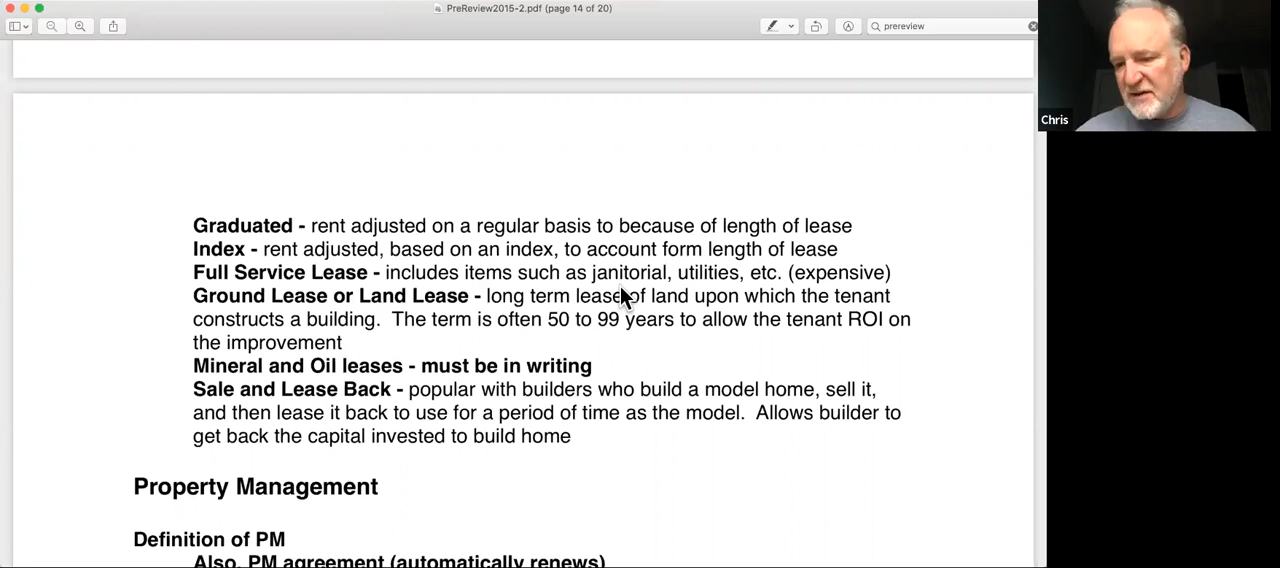 PreReview2015-2.pdf (page 14 of 20)
prereview
Chris
Graduated - rent adjusted on a regular basis to because of length of lease
Index - rent adjusted, based on an index, to account form length of lease
Full Service Lease - includes items such as janitorial, utilities, etc. (expensive)
Ground Lease or Land Lease - long term lease of land upon which the tenant
constructs a building.  The term is often 50 to 99 years to allow the tenant ROI on
the improvement
Mineral and Oil leases - must be in writing
Sale and Lease Back - popular with builders who build a model home, sell it,
and then lease it back to use for a period of time as the model.  Allows builder to
get back the capital invested to build home
Property Management
Definition of PM
Also, PM agreement (automatically renews)